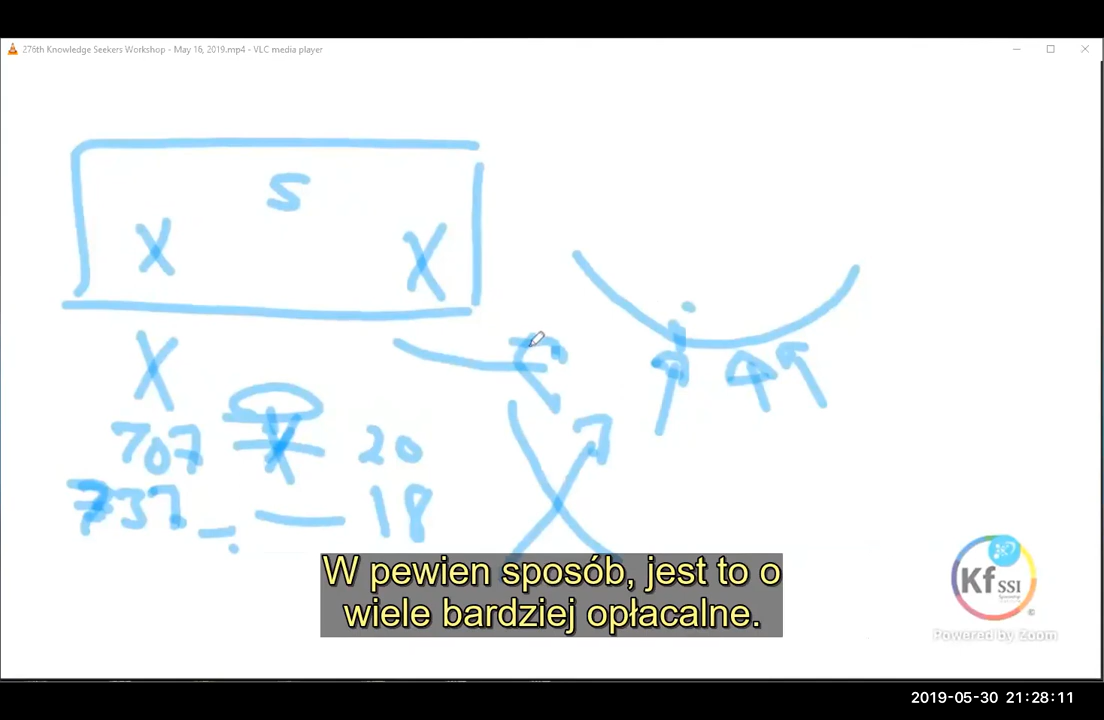 276th Knowledge Seekers Workshop - May 16, 2019.mp4 - VLC media player
S
X X
X
707 X 20
737 18
W pewien sposób, jest to o
wiele bardziej opłacalne.
Kf SSI
Powered by Zoom
2019-05-30 21:28:11